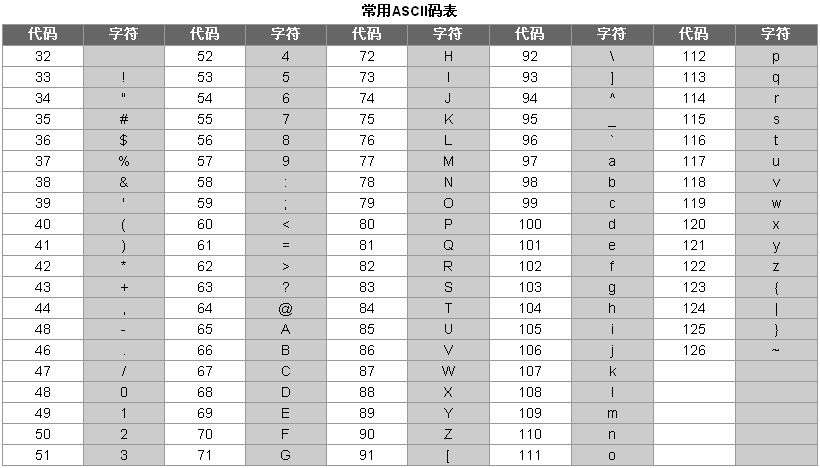 常用ASCII码表
代码 字符 代码 字符 代码 字符 代码 字符 代码 字符
32 52 4 72 H 92 \ 112 p
33 ! 53 5 73 I 93 ] 113 q
34 " 54 6 74 J 94 ^ 114 r
35 # 55 7 75 K 95 _ 115 s
36 $ 56 8 76 L 96 ` 116 t
37 % 57 9 77 M 97 a 117 u
38 & 58 : 78 N 98 b 118 v
39 ' 59 ; 79 O 99 c 119 w
40 ( 60 < 80 P 100 d 120 x
41 ) 61 = 81 Q 101 e 121 y
42 * 62 > 82 R 102 f 122 z
43 + 63 ? 83 S 103 g 123 {
44 , 64 @ 84 T 104 h 124 |
48 - 65 A 85 U 105 i 125 }
46 . 66 B 86 V 106 j 126 ~
47 / 67 C 87 W 107 k
48 0 68 D 88 X 108 l
49 1 69 E 89 Y 109 m
50 2 70 F 90 Z 110 n
51 3 71 G 91 [ 111 o